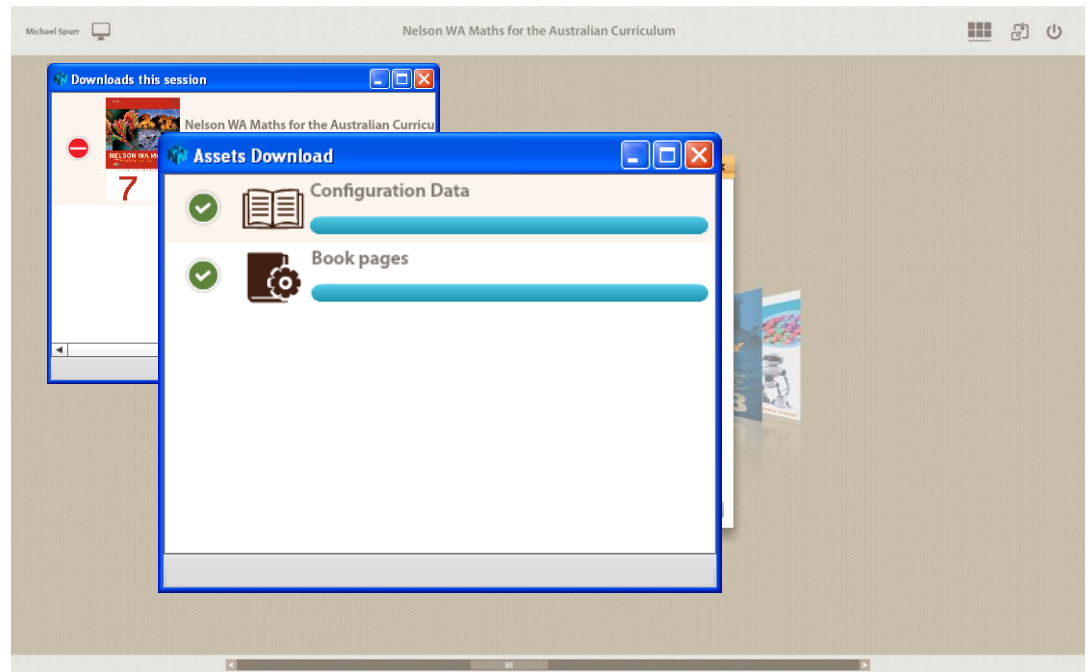 Michael Spurr
Nelson WA Maths for the Australian Curriculum
Downloads this session
Nelson WA Maths for the Australian Curricu
NELSON WA M
7
Assets Download
Configuration Data
Book pages